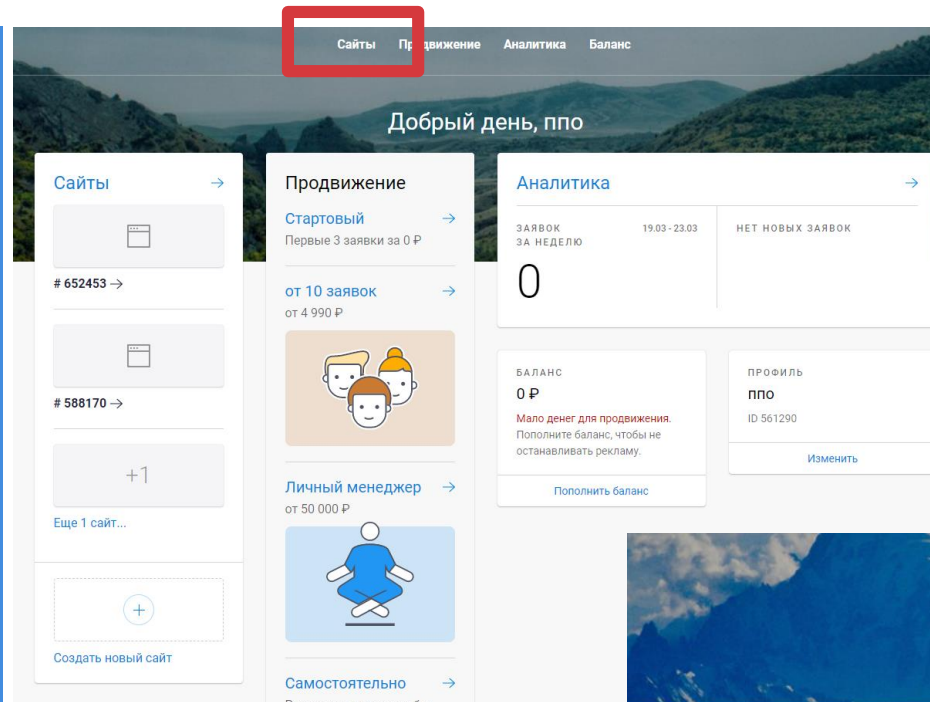 Сайты Продвижение Аналитика Баланс
Добрый день, ппо
Сайты →
# 652453 →
# 588170 →
+1
Еще 1 сайт...
+
Создать новый сайт
Продвижение
Стартовый →
Первые 3 заявки за 0 ₽
от 10 заявок →
от 4 990 ₽
Личный менеджер →
от 50 000 ₽
Самостоятельно →
Аналитика →
ЗАЯВОК
ЗА НЕДЕЛЮ
19.03 - 23.03
0
НЕТ НОВЫХ ЗАЯВОК
БАЛАНС
0 ₽
Мало денег для продвижения.
Пополните баланс, чтобы не
останавливать рекламу.
Пополнить баланс
ПРОФИЛЬ
ппо
ID 561290
Изменить